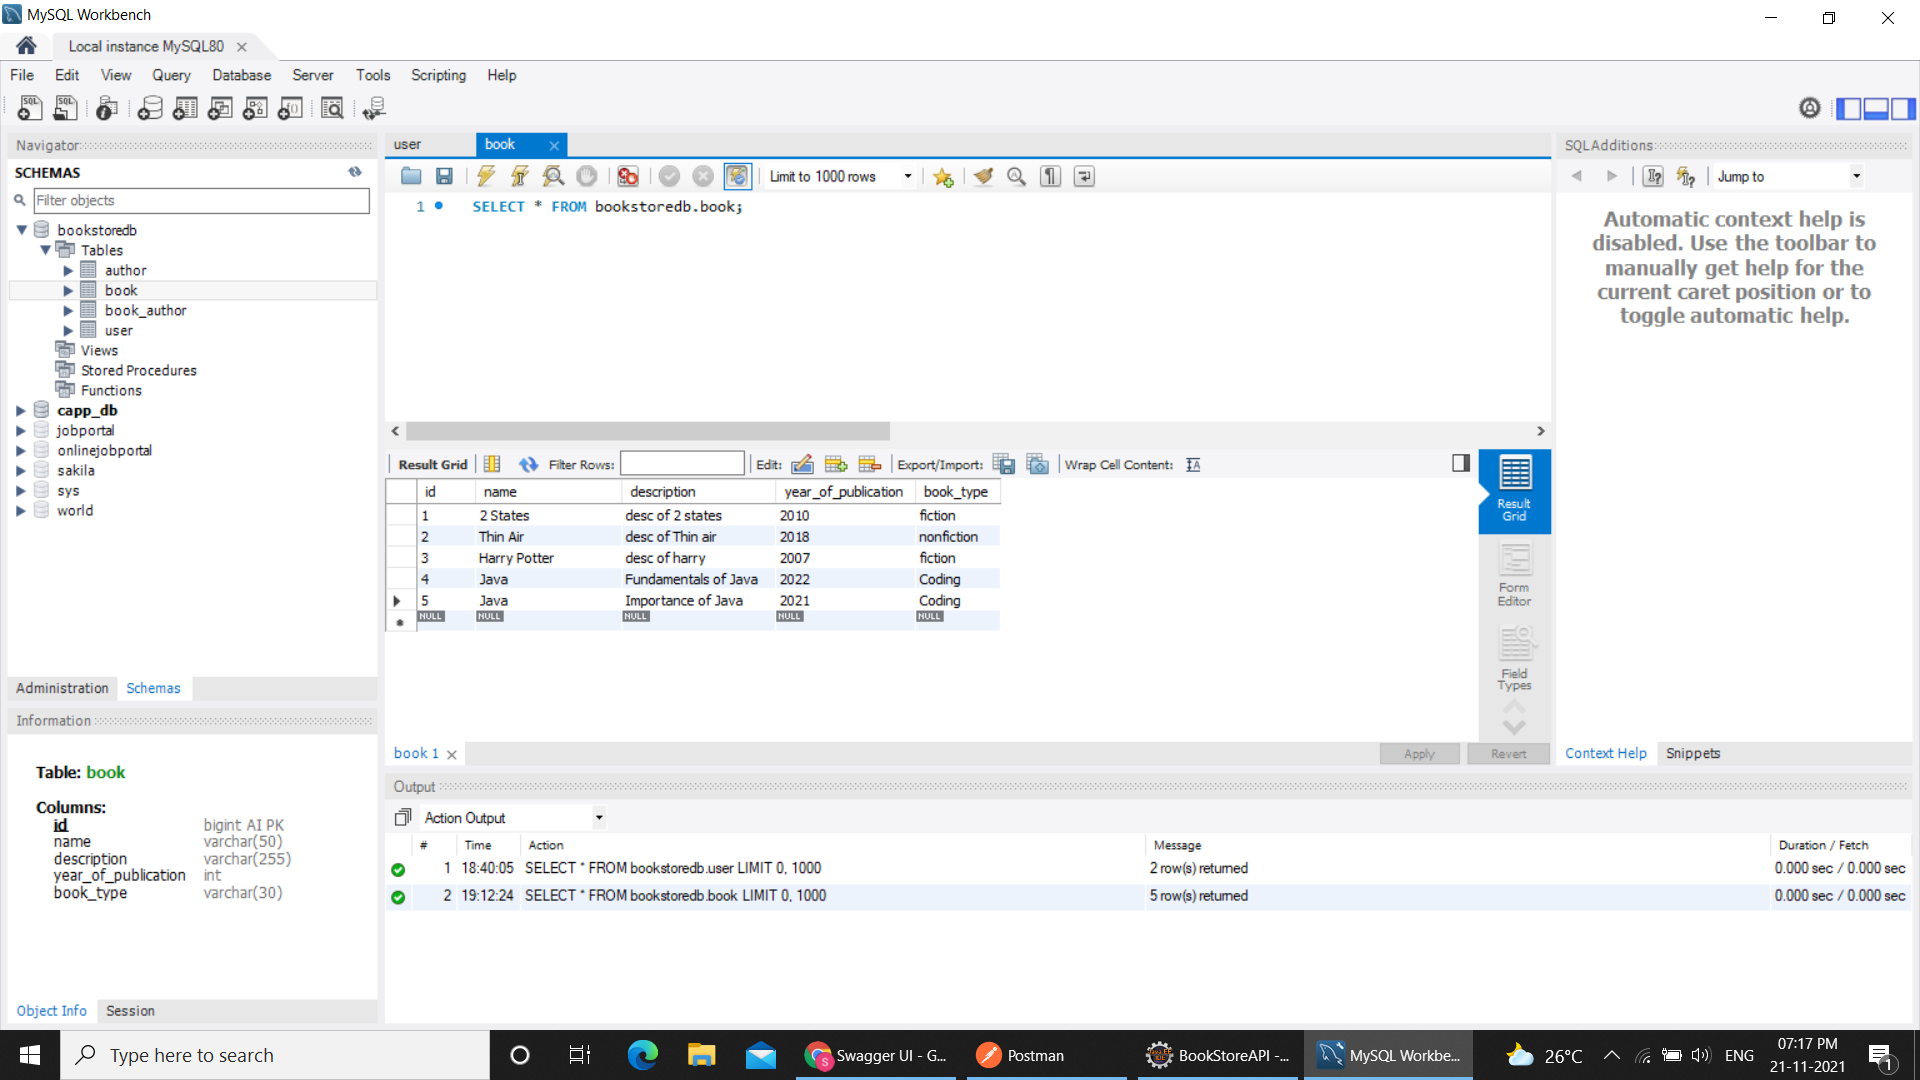 MySQL Workbench
Local instance MySQL80
File Edit View Query Database Server Tools Scripting Help
Navigator
SCHEMAS
Filter objects
bookstoredb
Tables
author
book
book_author
user
Views
Stored Procedures
Functions
capp_db
jobportal
onlinejobportal
sakila
sys
world
Administration Schemas
Information
Table: book
Columns:
id bigint AI PK
name varchar(50)
description varchar(255)
year_of_publication int
book_type varchar(30)
Object Info Session
user book
Limit to 1000 rows
1 SELECT * FROM bookstoredb.book;
Result Grid Filter Rows: Edit: Export/Import: Wrap Cell Content:
id name description year_of_publication book_type
1 2 States desc of 2 states 2010 fiction
2 Thin Air desc of Thin air 2018 nonfiction
3 Harry Potter desc of harry 2007 fiction
4 Java Fundamentals of Java 2022 Coding
5 Java Importance of Java 2021 Coding
NULL NULL NULL NULL NULL
Result
Grid
Form
Editor
Field
Types
book 1
Apply Revert
Output
Action Output
# Time Action Message Duration / Fetch
1 18:40:05 SELECT * FROM bookstoredb.user LIMIT 0, 1000 2 row(s) returned 0.000 sec / 0.000 sec
2 19:12:24 SELECT * FROM bookstoredb.book LIMIT 0, 1000 5 row(s) returned 0.000 sec / 0.000 sec
SQLAdditions
Jump to
Automatic context help is
disabled. Use the toolbar to
manually get help for the
current caret position or to
toggle automatic help.
Context Help Snippets
Type here to search
Swagger UI - G...
Postman
BookStoreAPI -...
MySQL Workbe...
26°C
ENG
07:17 PM
21-11-2021
1